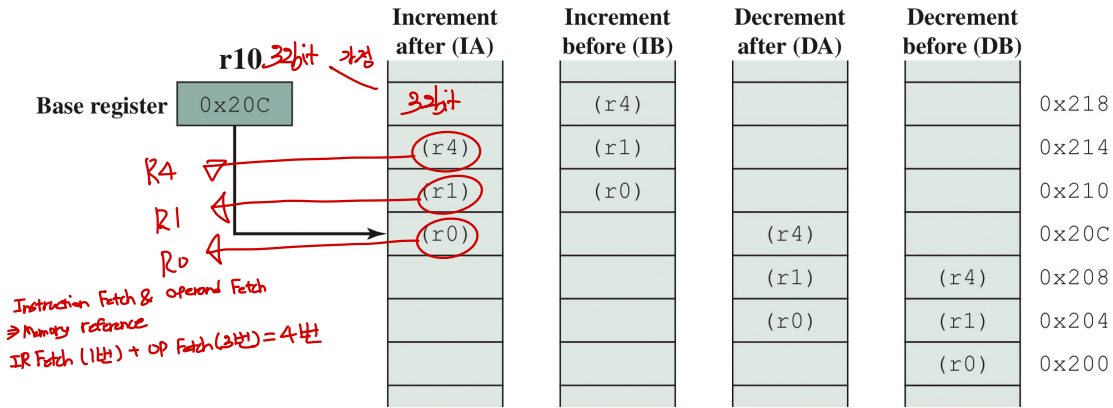 Increment
after (IA)
Increment
before (IB)
Decrement
after (DA)
Decrement
before (DB)
r10 32bit 가정
Base register 0x20C
32bit
(r4)
0x218
R4
(r4)
(r1)
0x214
R1
(r1)
(r0)
0x210
R0
(r0)
(r4)
0x20C
Instruction Fetch & Operand Fetch
(r1)
(r4)
0x208
⇒ Memory reference
(r0)
(r1)
0x204
IR Fetch (1번) + OP Fetch (3번) = 4번
(r0)
0x200